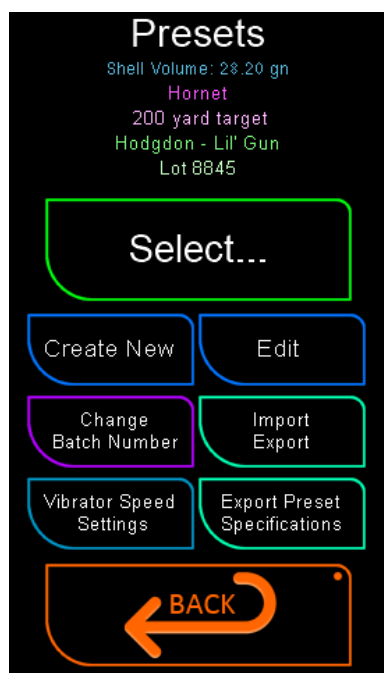 Presets
Shell Volume: 28.20 gn
Hornet
200 yard target
Hodgdon - Lil' Gun
Lot 8845
Select...
Create New
Edit
Change
Batch Number
Import
Export
Vibrator Speed
Settings
Export Preset
Specifications
BACK